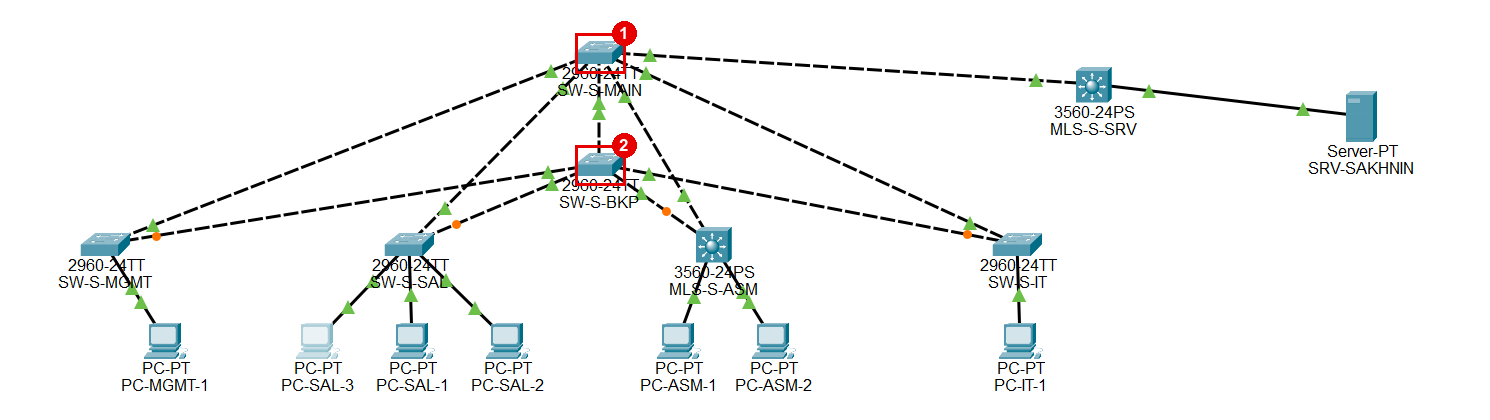 1
2960-24TT
SW-S-MAIN
3560-24PS
MLS-S-SRV
Server-PT
SRV-SAKHNIN
2
2960-24TT
SW-S-BKP
2960-24TT
SW-S-MGMT
2960-24TT
SW-S-SAL
3560-24PS
MLS-S-ASM
2960-24TT
SW-S-IT
PC-PT
PC-MGMT-1
PC-PT
PC-SAL-3
PC-PT
PC-SAL-1
PC-PT
PC-SAL-2
PC-PT
PC-ASM-1
PC-PT
PC-ASM-2
PC-PT
PC-IT-1